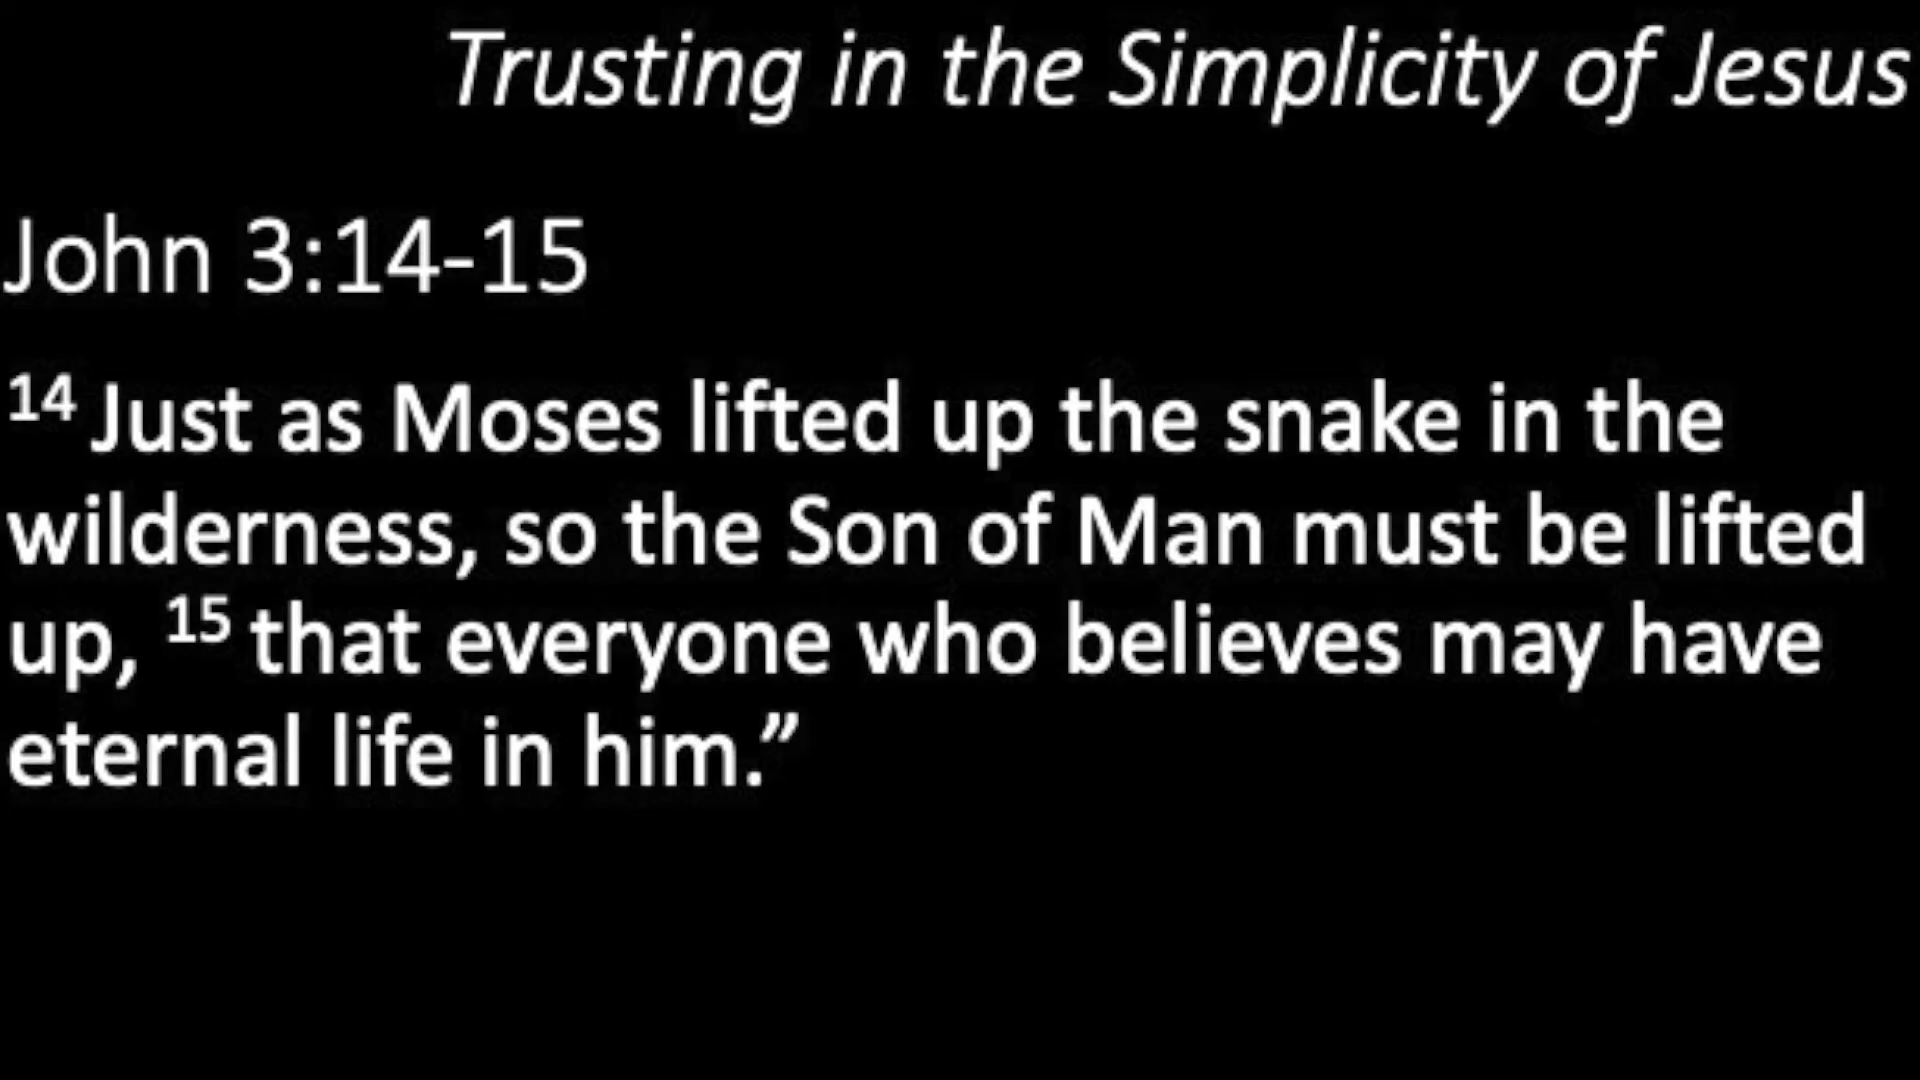 Trusting in the Simplicity of Jesus
John 3:14-15
14 Just as Moses lifted up the snake in the
wilderness, so the Son of Man must be lifted
up, 15 that everyone who believes may have
eternal life in him.”